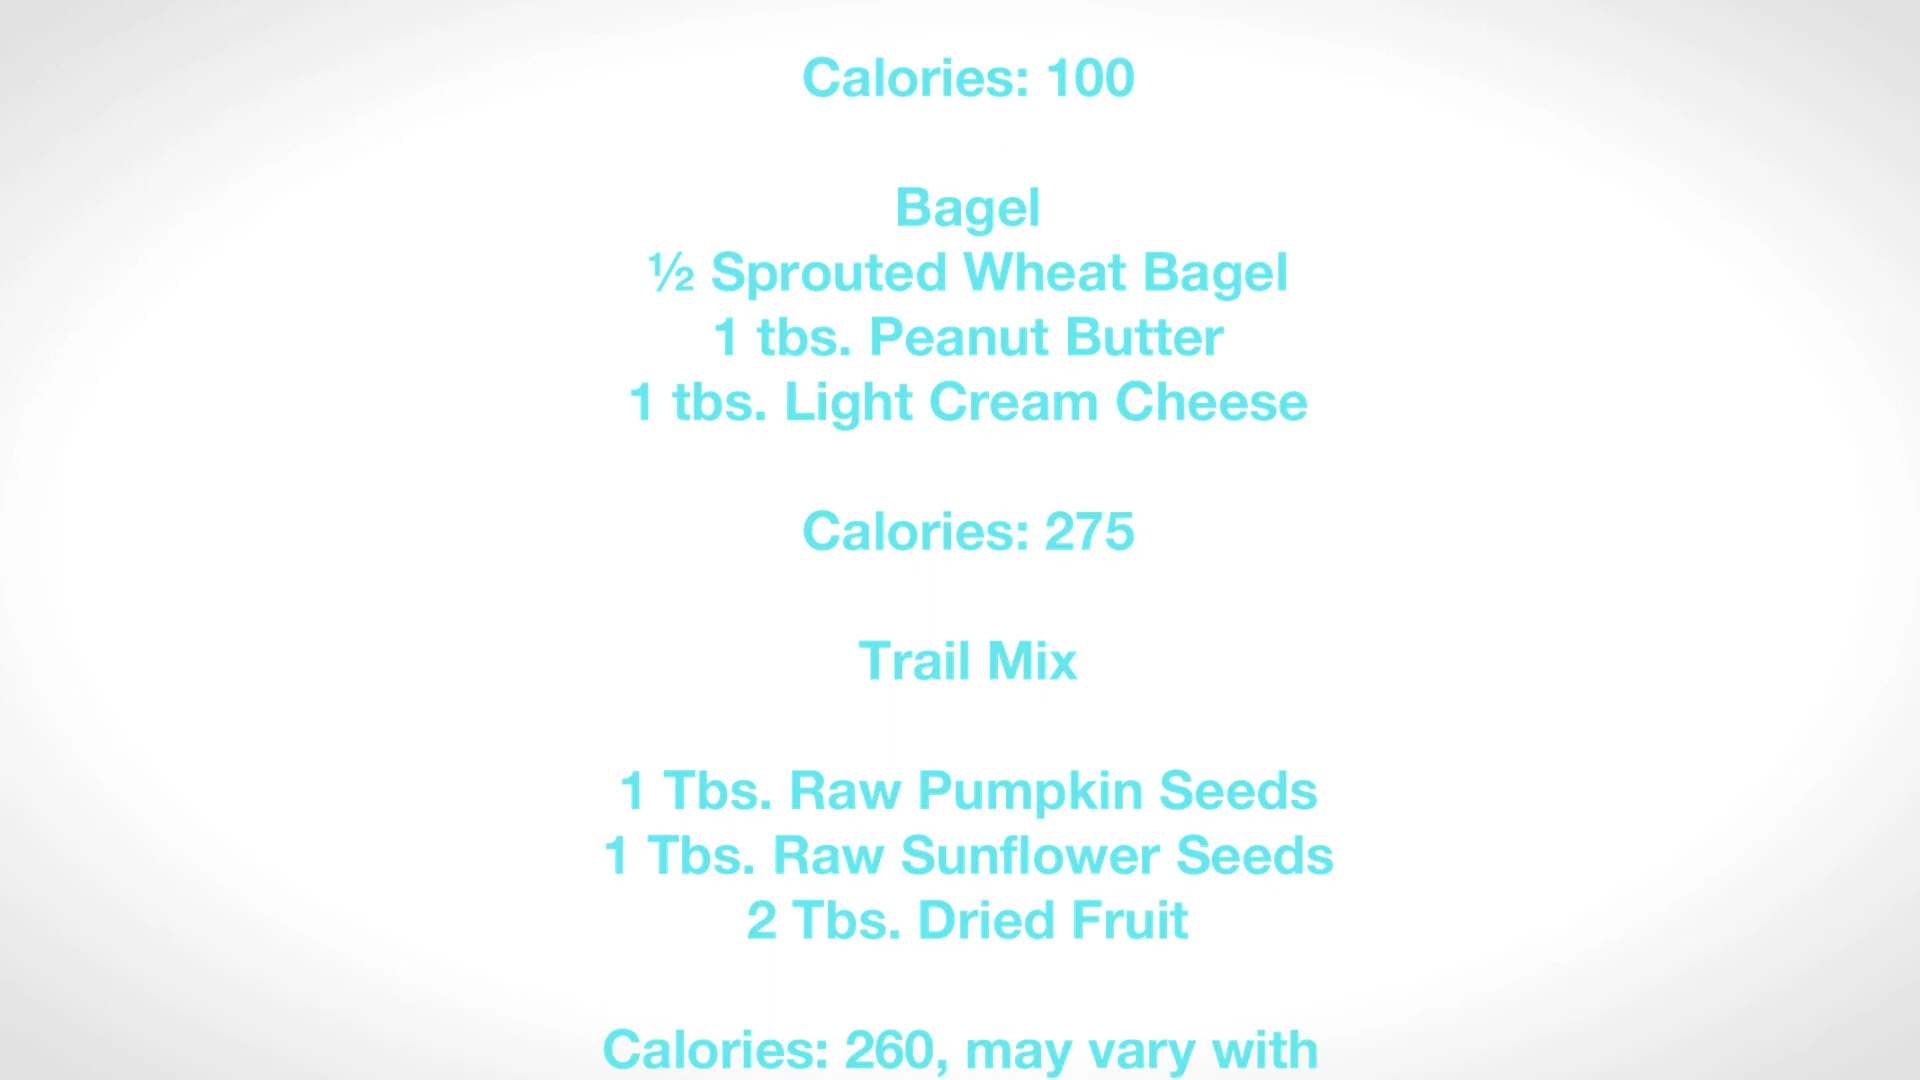 Calories: 100
Bagel
½ Sprouted Wheat Bagel
1 tbs. Peanut Butter
1 tbs. Light Cream Cheese
Calories: 275
Trail Mix
1 Tbs. Raw Pumpkin Seeds
1 Tbs. Raw Sunflower Seeds
2 Tbs. Dried Fruit
Calories: 260, may vary with